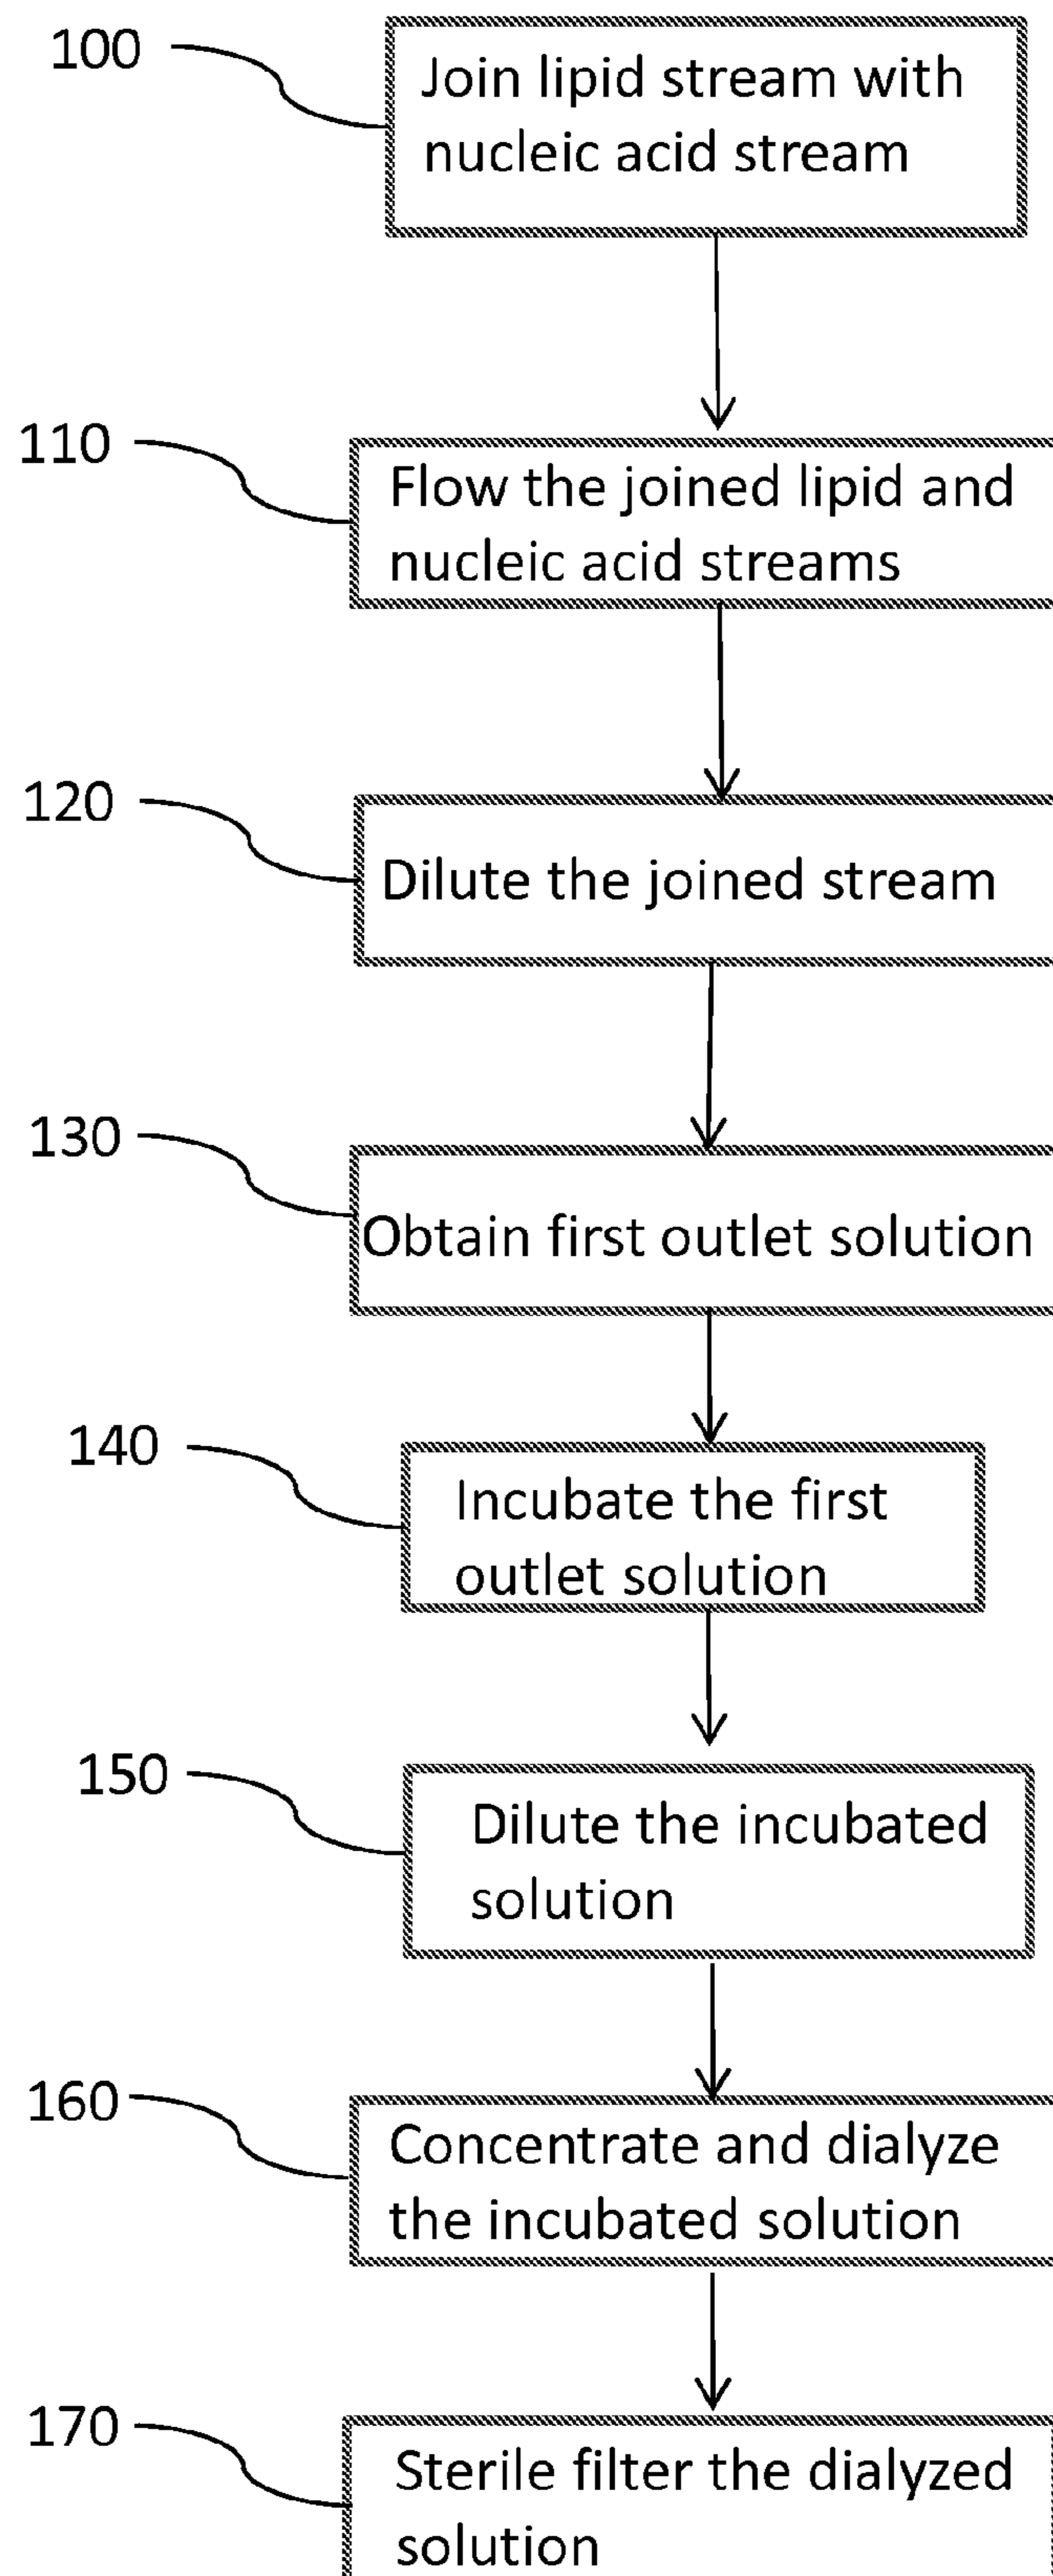 100
Join lipid stream with
nucleic acid stream
110
Flow the joined lipid and
nucleic acid streams
120
Dilute the joined stream
130
Obtain first outlet solution
140
Incubate the first
outlet solution
150
Dilute the incubated
solution
160
Concentrate and dialyze
the incubated solution
170
Sterile filter the dialyzed
solution